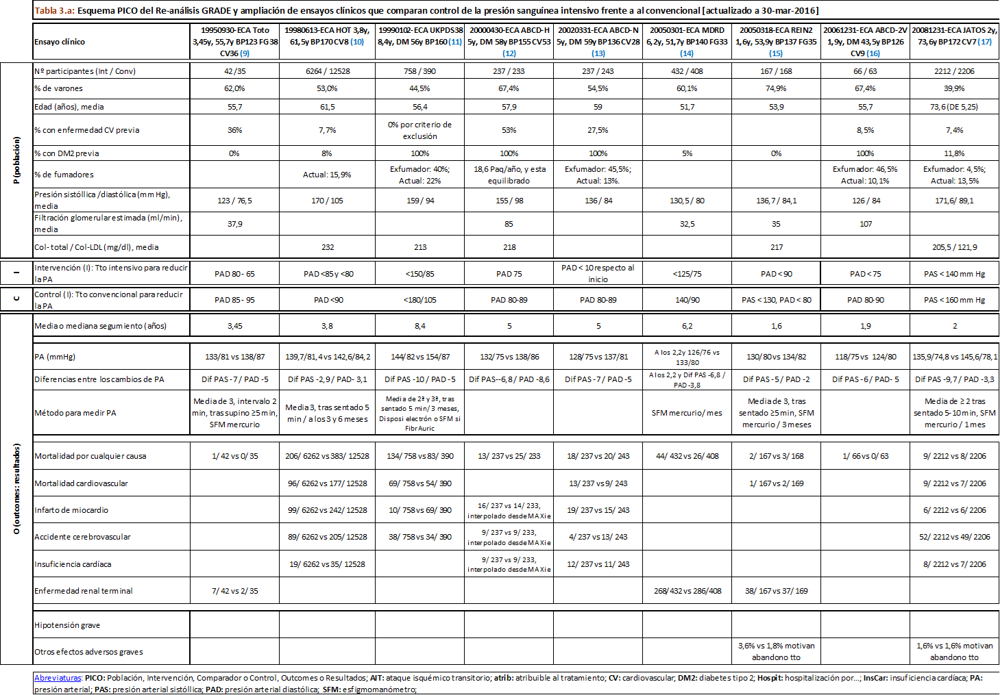 Tabla 3.a: Esquema PICO del Re-análisis GRADE y ampliación de ensayos clínicos que comparan control de la presión sanguínea intensivo frente a al convencional [actualizado a 30-mar-2016]
Ensayo clínico
19950930-ECA Toto
3,45y, 55,7y BP123 FG 38
CV36 (9)
19980613-ECA HOT 3,8y,
61,5y BP170 CV8 (10)
19990102-ECA UKPDS38
8,4y, DM 56y BP160 (11)
20000430-ECA ABCD-H
5y, DM 58y BP155 CV53
(12)
20020331-ECA ABCD-N
5y, DM 59y BP136 CV28
(13)
20050301-ECA MDRD
6,2y, 51,7y BP140 FG33
(14)
20050318-ECA REIN2
1,6y, 53,9y BP137 FG35
(15)
20061231-ECA ABCD-2V
1,9y, DM 43,5y BP126
CV9 (16)
20081231-ECA JATOS 2y,
73,6y BP172 CV7 (17)
P (población)
Nº participantes (Int / Conv)
42 /35
6264 / 12528
758 / 390
237 / 233
237 / 243
432 / 408
167 / 168
66 / 63
2212 / 2206
% de varones
62,0%
53,0%
44,5%
67,4%
54,5%
60,1%
74,9%
67,4%
39,9%
Edad (años), media
55,7
61,5
56,4
57,9
59
51,7
53,9
55,7
73,6 (DE 5,25)
% con enfermedad CV previa
36%
7,7%
0% por criterio de
exclusión
53%
27,5%
8,5%
7,4%
% con DM2 previa
0%
8%
100%
100%
100%
5%
0%
100%
11,8%
% de fumadores
Actual: 15,9%
Exfumador: 40%;
Actual: 22%
18,6 Paq/año, y esta
equilibrado
Exfumador: 45,5%;
Actual: 13%.
Exfumador: 46,5%
Actual: 10,1%
Exfumador: 4,5%;
Actual: 13,5%
Presión sistóllica /diastólica (mm Hg),
media
123 / 76,5
170 / 105
159 / 94
155 / 98
136 / 84
130,5 / 80
136,7 / 84,1
126 / 84
171,6/ 89,1
Filtración glomerular estimada (ml/min),
media
37,9
85
32,5
35
107
Col- total / Col-LDL (mg/dl), media
232
213
218
217
205,5 / 121,9
I
Intervención (I): Tto intensivo para reducir
la PA
PAD 80 - 65
PAD <85 y <80
<150/85
PAD 75
PAD < 10 respecto al
inicio
<125/75
PAD < 90
PAD < 75
PAS < 140 mm Hg
C
Control (I): Tto convencional para reducir
la PA
PAD 85 - 95
PAD <90
<180/105
PAD 80-89
PAD 80-89
140/90
PAS < 130, PAD < 80
PAD 80-90
PAS < 160 mm Hg
O (outcomes: resultados)
Media o mediana segumiento (años)
3,45
3,8
8,4
5
5
6,2
1,6
1,9
2
PA (mmHg)
133/81 vs 138/87
139,7/81,4 vs 142,6/84,2
144/82 vs 154/87
132/75 vs 138/86
128/75 vs 137/81
A los 2,2y 126/76 vs
133/80
130/80 vs 134/82
118/75 vs 124/80
135,9/74,8 vs 145,6/78,1
Diferencias entre los cambios de PA
Dif PAS -7 / PAD -5
Dif PAS -2,9 / PAD- 3,1
Dif PAS -10 / PAD -5
Dif PAS--6,8 / PAD -8,6
Dif PAS -7 / PAD -5
A los 2,2 y Dif PAS -6,8 /
PAD -3,8
Dif PAS -5 / PAD -2
Dif PAS -6 / PAD- 5
Dif PAS -9,7 / PAD -3,3
Método para medir PA
Media de 3, intervalo 2
min, tras supino ≥5 min,
SFM mercurio
Media 3, tras sentado 5
min / a los 3 y 6 meses
Media de 2ª y 3ª, tras
sentado 5 min/ 3 meses,
Disposi electrón o SFM si
FibrAuric
SFM mercurio/ mes
Media de 3, tras
sentado ≥5 min, SFM
mercurio / 3 meses
Media de ≥ 2 tras
sentado 5-10 min, SFM
mercurio / 1 mes
Mortalidad por cualquier causa
1/ 42 vs 0/ 35
206/ 6262 vs 383/ 12528
134/ 758 vs 83/ 390
13/ 237 vs 25/ 233
18/ 237 vs 20/ 243
44/ 432 vs 26/ 408
2/ 167 vs 3/ 168
1/ 66 vs 0/ 63
9/ 2212 vs 8/ 2206
Mortalidad cardiovascular
96/ 6262 vs 177/ 12528
69/ 758 vs 54/ 390
13/ 237 vs 9/ 243
1/ 167 vs 2/ 169
9/ 2212 vs 7/ 2206
Infarto de miocardio
99/ 6262 vs 242/ 12528
10/ 758 vs 69/ 390
16/ 237 vs 14/ 233,
interpolado desde MAXie
19/ 237 vs 15/ 243
6/ 2212 vs 6/ 2206
Accidente cerebrovascular
89/ 6262 vs 205/ 12528
38/ 758 vs 34/ 390
9/ 237 vs 9/ 233,
interpolado desde MAXie
4/ 237 vs 13/ 243
52/ 2212 vs 49/ 2206
Insuficiencia cardíaca
19/ 6262 vs 35/ 12528
9/ 237 vs 9/ 233,
interpolado desde MAXie
12/ 237 vs 11/ 243
8/ 2212 vs 7/ 2206
Enfermedad renal terminal
7/ 42 vs 2/ 35
268/ 432 vs 286/408
38/ 167 vs 37/ 169
Hipotensión grave
Otros efectos adversos graves
3,6% vs 1,8% motivan
abandono tto
1,6% vs 1,6% motivan
abandono tto
Abreviaturas: PICO: Población, Intervención, Comparador o Control, Outcomes o Resultados; AIT: ataque isquémico transitorio; atrib: atribuible al tratamiento; CV: cardiovascular; DM2: diabetes tipo 2; Hospit: hospitalización por...; InsCar: insuficiencia cardíaca; PA:
presión arterial; PAS: presión arterial sistóllica; PAD: presión arterial diastólica; SFM: esfigmomanómetro;